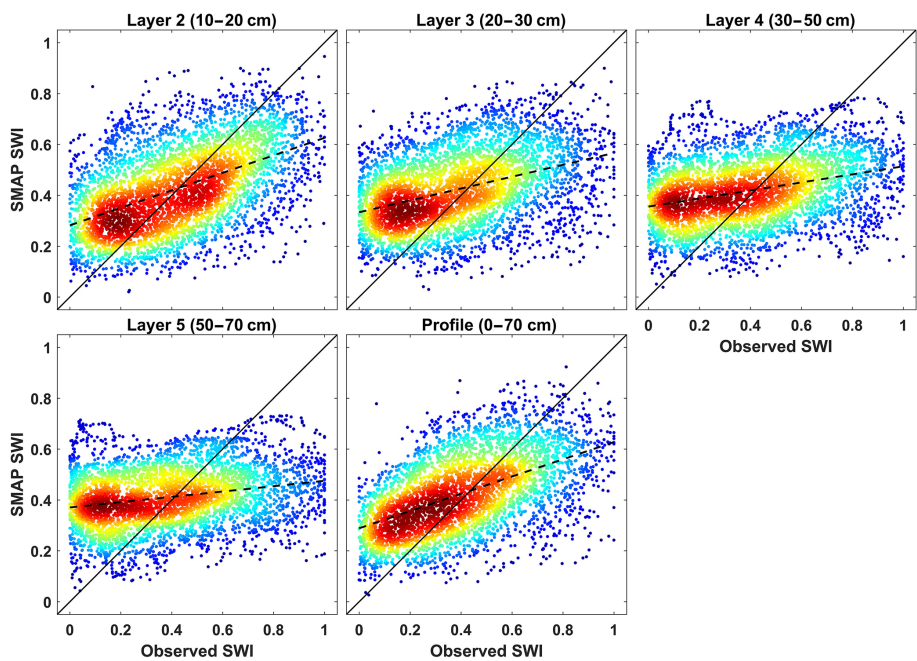 Layer 2 (10−20 cm)
Layer 3 (20−30 cm)
Layer 4 (30−50 cm)
SMAP SWI
1
0.8
0.6
0.4
0.2
0
0 0.2 0.4 0.6 0.8 1
Observed SWI
Layer 5 (50−70 cm)
Profile (0−70 cm)
SMAP SWI
1
0.8
0.6
0.4
0.2
0
0 0.2 0.4 0.6 0.8 1
0 0.2 0.4 0.6 0.8 1
Observed SWI
Observed SWI